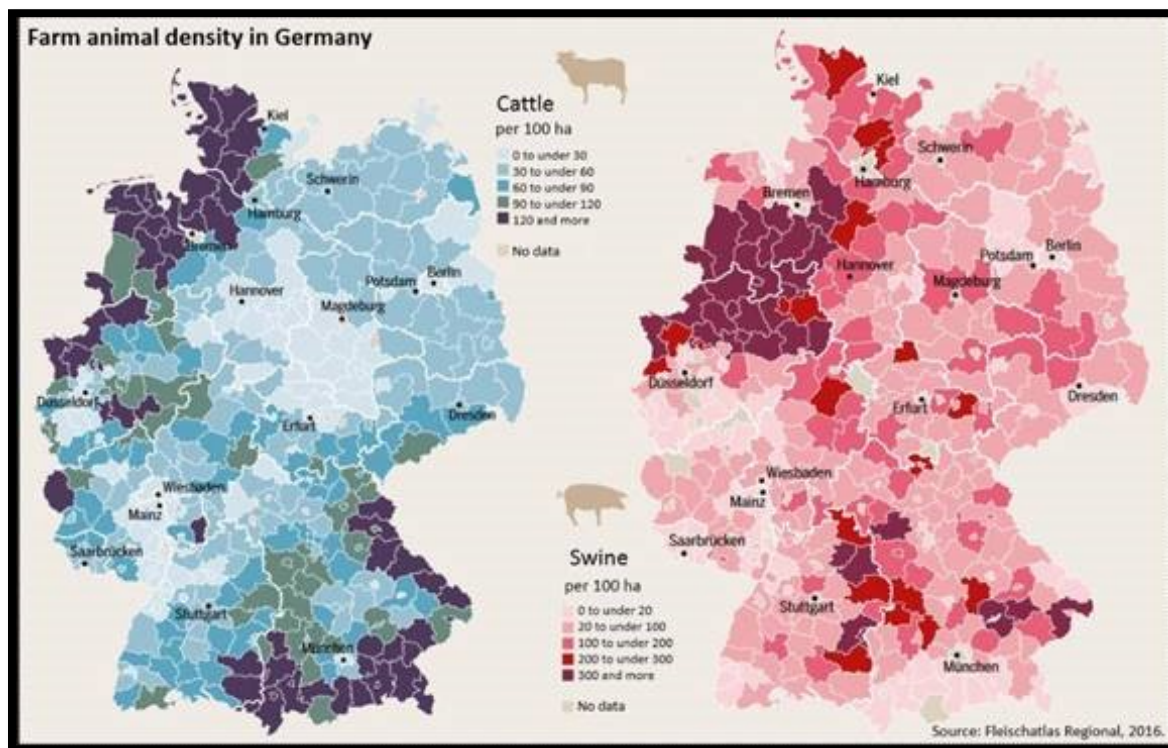 Farm animal density in Germany
Cattle
per 100 ha
0 to under 30
30 to under 60
60 to under 90
90 to under 120
120 and more
No data
Kiel
Schwerin
Hamburg
Bremen
Hannover
Potsdam
Berlin
Magdeburg
Düsseldorf
Erfurt
Dresden
Wiesbaden
Mainz
Saarbrücken
Stuttgart
München
Kiel
Schwerin
Hamburg
Bremen
Hannover
Potsdam
Berlin
Magdeburg
Düsseldorf
Erfurt
Dresden
Wiesbaden
Mainz
Saarbrücken
Stuttgart
München
Swine
per 100 ha
0 to under 20
20 to under 100
100 to under 200
200 to under 300
300 and more
No data
Source: Fleischatlas Regional, 2016.